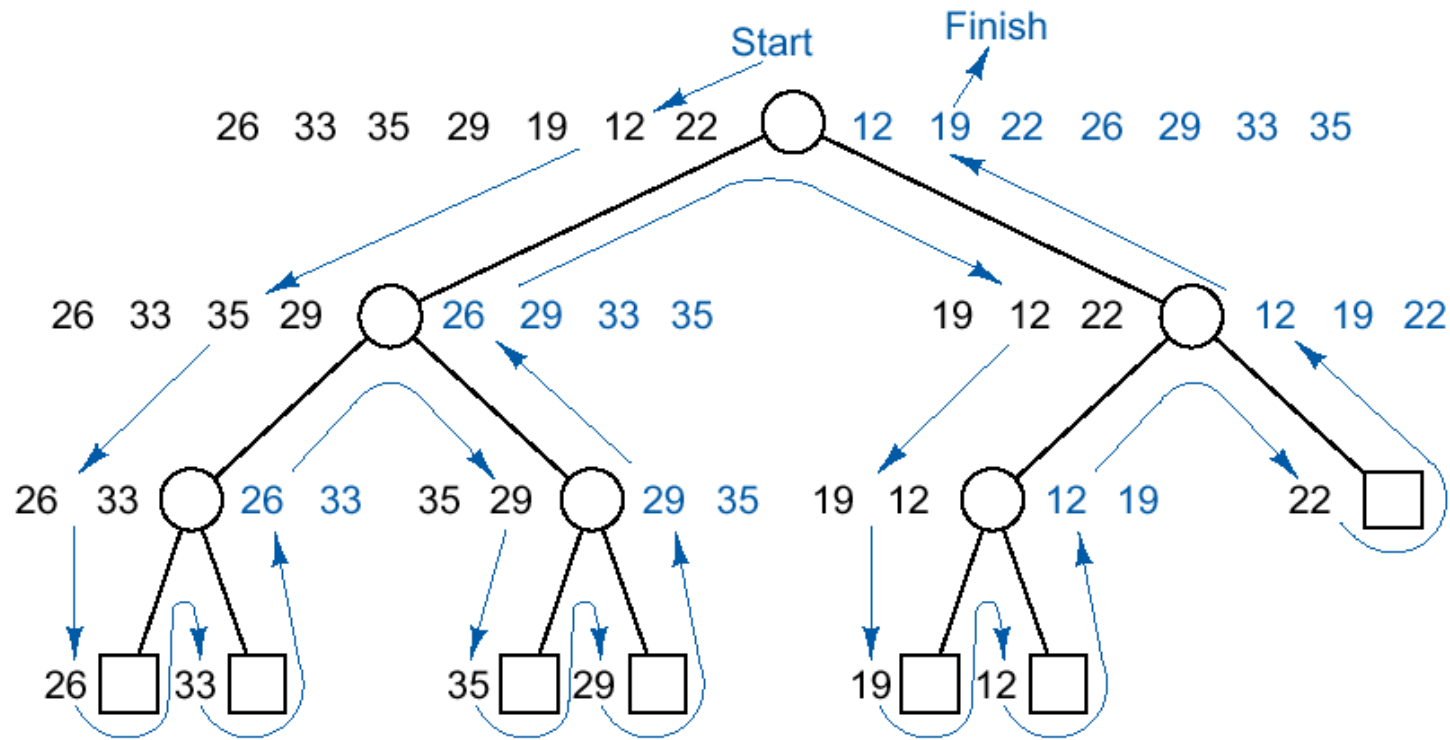 Start
Finish
26 33 35 29 19 12 22 12 19 22 26 29 33 35
26 33 35 29 26 29 33 35 19 12 22 12 19 22
26 33 26 33 35 29 29 35 19 12 12 19 22
26 33 35 29 19 12